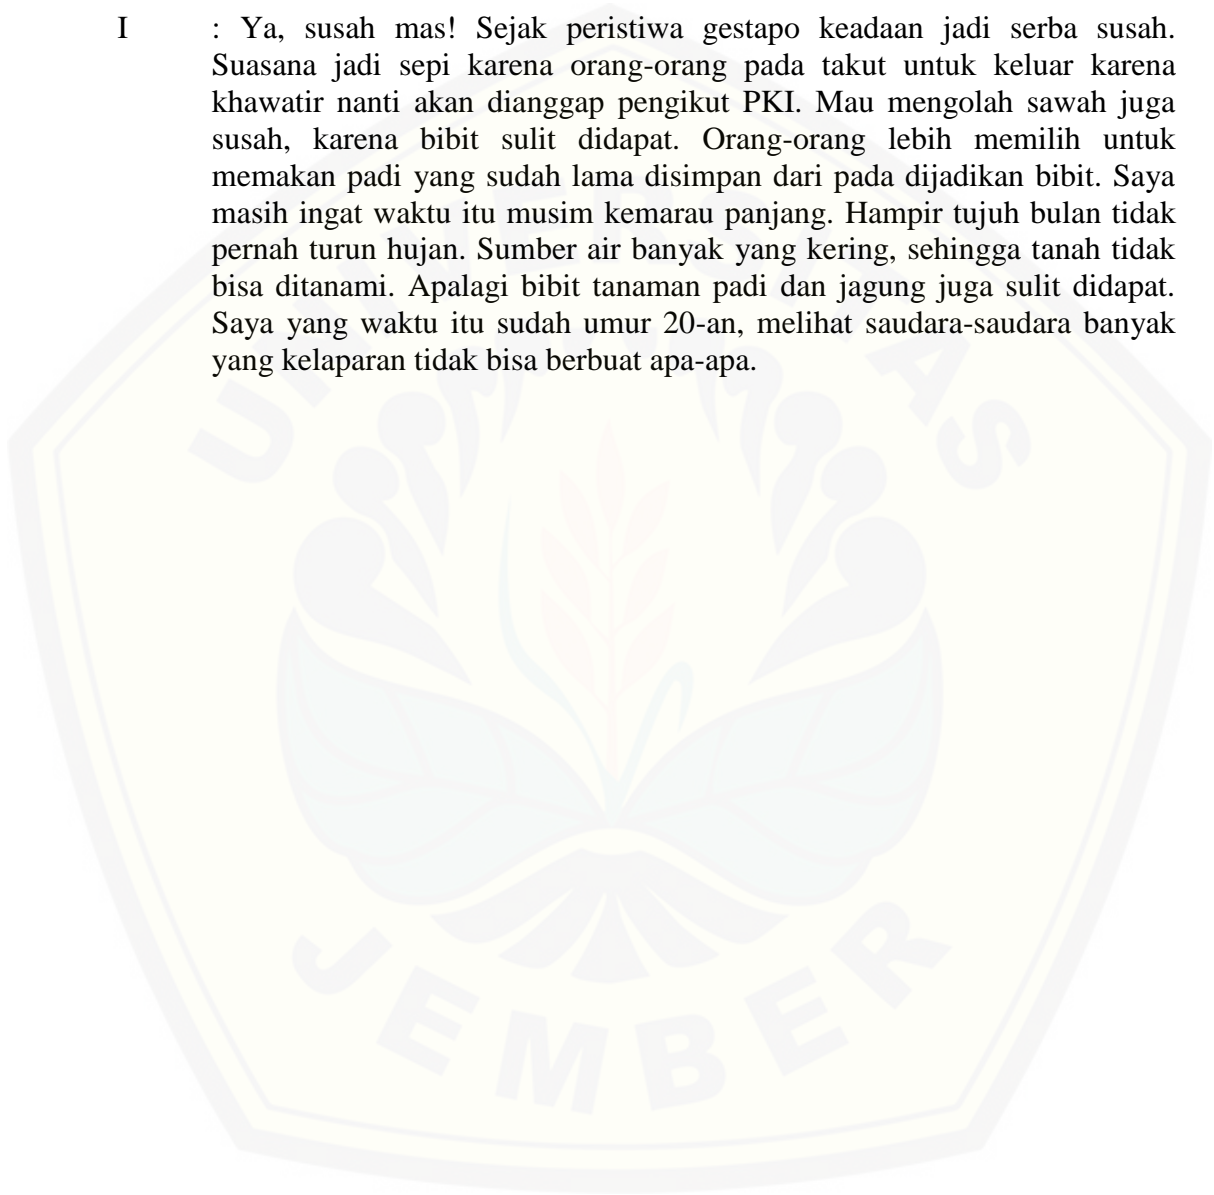 I : Ya, susah mas! Sejak peristiwa gestapo keadaan jadi serba susah.
Suasana jadi sepi karena orang-orang pada takut untuk keluar karena
khawatir nanti akan dianggap pengikut PKI. Mau mengolah sawah juga
susah, karena bibit sulit didapat. Orang-orang lebih memilih untuk
memakan padi yang sudah lama disimpan dari pada dijadikan bibit. Saya
masih ingat waktu itu musim kemarau panjang. Hampir tujuh bulan tidak
pernah turun hujan. Sumber air banyak yang kering, sehingga tanah tidak
bisa ditanami. Apalagi bibit tanaman padi dan jagung juga sulit didapat.
Saya yang waktu itu sudah umur 20-an, melihat saudara-saudara banyak
yang kelaparan tidak bisa berbuat apa-apa.
UNIVERSITAS
JEMBER